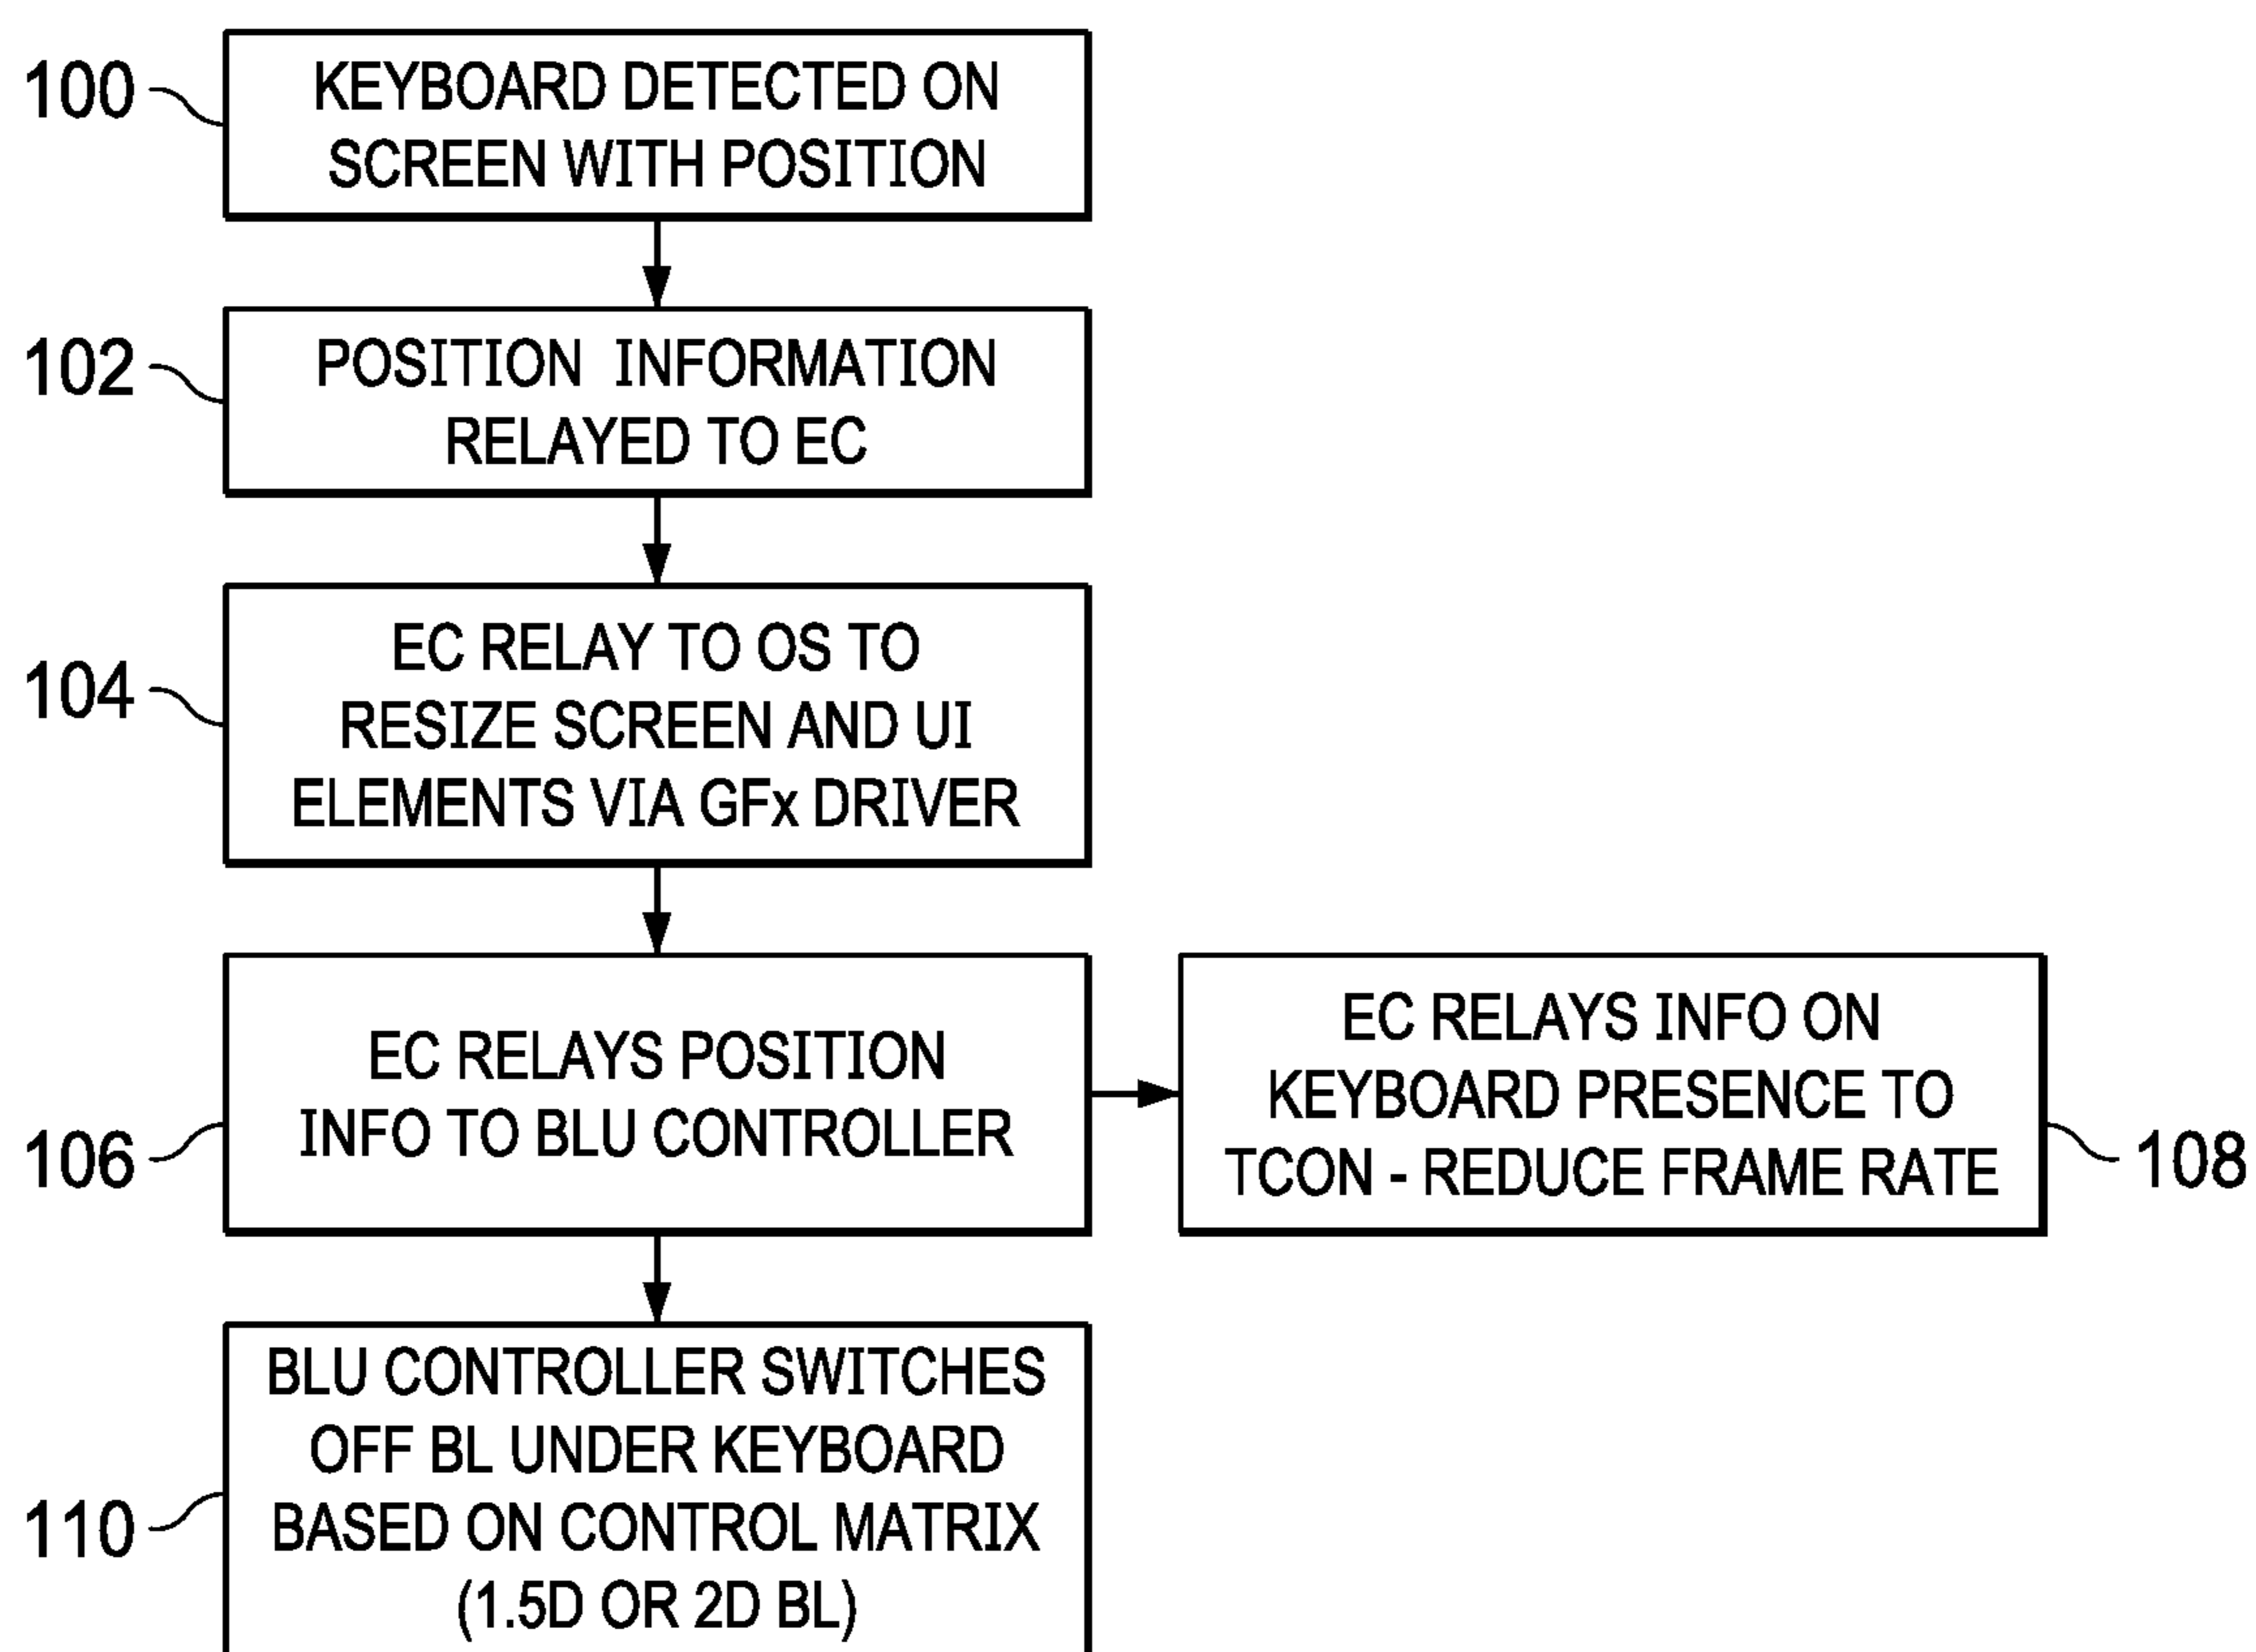 100
KEYBOARD DETECTED ON
SCREEN WITH POSITION
102
POSITION INFORMATION
RELAYED TO EC
104
EC RELAY TO OS TO
RESIZE SCREEN AND UI
ELEMENTS VIA GFx DRIVER
106
EC RELAYS POSITION
INFO TO BLU CONTROLLER
EC RELAYS INFO ON
KEYBOARD PRESENCE TO
TCON - REDUCE FRAME RATE
108
110
BLU CONTROLLER SWITCHES
OFF BL UNDER KEYBOARD
BASED ON CONTROL MATRIX
(1.5D OR 2D BL)